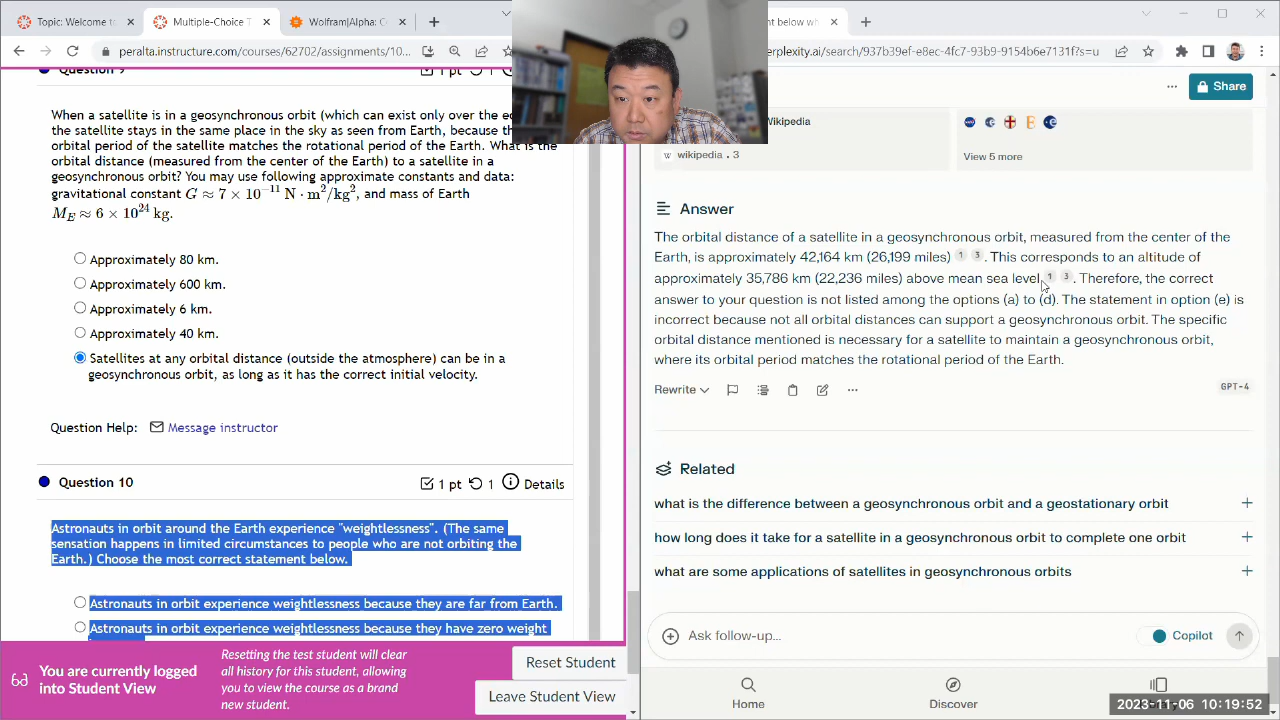 Topic: Welcome to
Multiple-Choice T
Wolfram|Alpha: C
nt below wh
peralta.instructure.com/courses/62702/assignments/10...
erplexity.ai/search/937b39ef-e8ec-4fc7-93b9-9154b6e7131f?s=u
Question 9
1 pt
1
When a satellite is in a geosynchronous orbit (which can exist only over the eq
the satellite stays in the same place in the sky as seen from Earth, because th
orbital period of the satellite matches the rotational period of the Earth. What is the
orbital distance (measured from the center of the Earth) to a satellite in a
geosynchronous orbit? You may use following approximate constants and data:
gravitational constant G ≈ 7 × 10⁻¹¹ N · m²/kg², and mass of Earth
M_E ≈ 6 × 10²⁴ kg.
Approximately 80 km.
Approximately 600 km.
Approximately 6 km.
Approximately 40 km.
Satellites at any orbital distance (outside the atmosphere) can be in a
geosynchronous orbit, as long as it has the correct initial velocity.
Question Help: Message instructor
Question 10
1 pt 1 Details
Astronauts in orbit around the Earth experience "weightlessness". (The same
sensation happens in limited circumstances to people who are not orbiting the
Earth.) Choose the most correct statement below.
Astronauts in orbit experience weightlessness because they are far from Earth.
Astronauts in orbit experience weightlessness because they have zero weight
You are currently logged
into Student View
Resetting the test student will clear
all history for this student, allowing
you to view the course as a brand
new student.
Reset Student
Leave Student View
Share
Wikipedia
W wikipedia . 3
View 5 more
Answer
The orbital distance of a satellite in a geosynchronous orbit, measured from the center of the
Earth, is approximately 42,164 km (26,199 miles) 1 3 . This corresponds to an altitude of
approximately 35,786 km (22,236 miles) above mean sea level 1 3 . Therefore, the correct
answer to your question is not listed among the options (a) to (d). The statement in option (e) is
incorrect because not all orbital distances can support a geosynchronous orbit. The specific
orbital distance mentioned is necessary for a satellite to maintain a geosynchronous orbit,
where its orbital period matches the rotational period of the Earth.
Rewrite
GPT-4
Related
what is the difference between a geosynchronous orbit and a geostationary orbit
how long does it take for a satellite in a geosynchronous orbit to complete one orbit
what are some applications of satellites in geosynchronous orbits
Ask follow-up...
Copilot
Home
Discover
2023-11-06 10:19:52